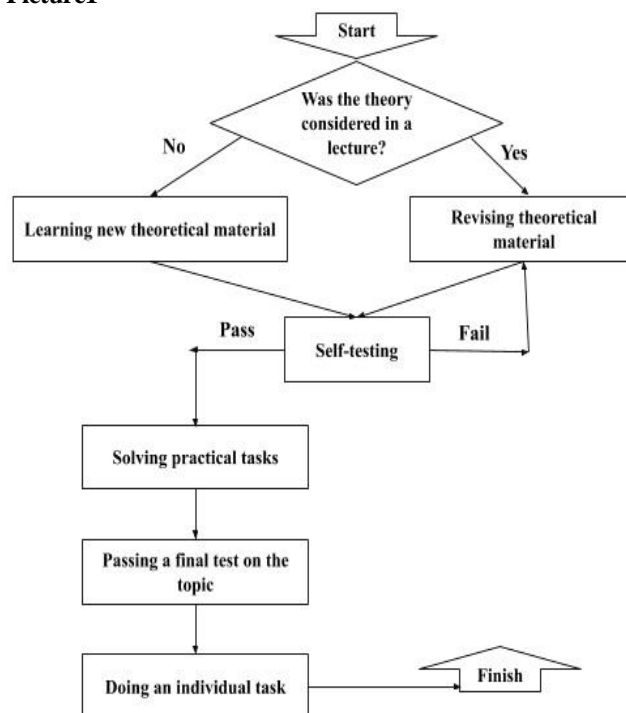 Picture1
Start
Was the theory
considered in a
lecture?
No
Yes
Learning new theoretical material
Revising theoretical
material
Pass
Self-testing
Fail
Solving practical tasks
Passing a final test on the
topic
Doing an individual task
Finish